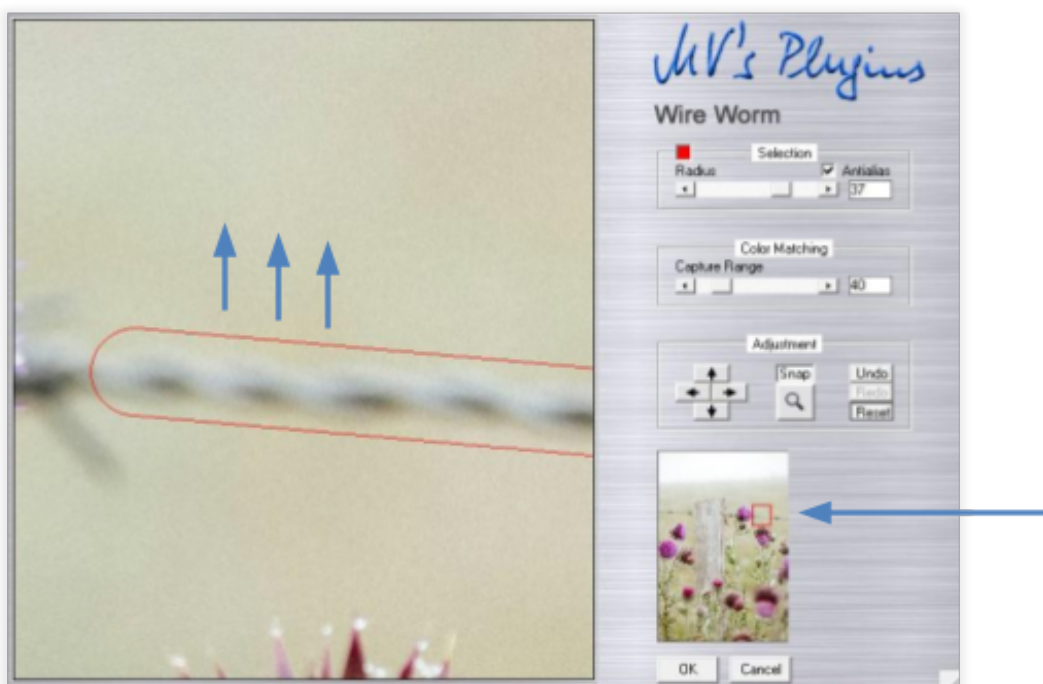 MV's Plugins
Wire Worm
Selection
Radius
Antialias
37
Color Matching
Capture Range
40
Adjustment
Snap
Undo
Redo
Reset
OK
Cancel